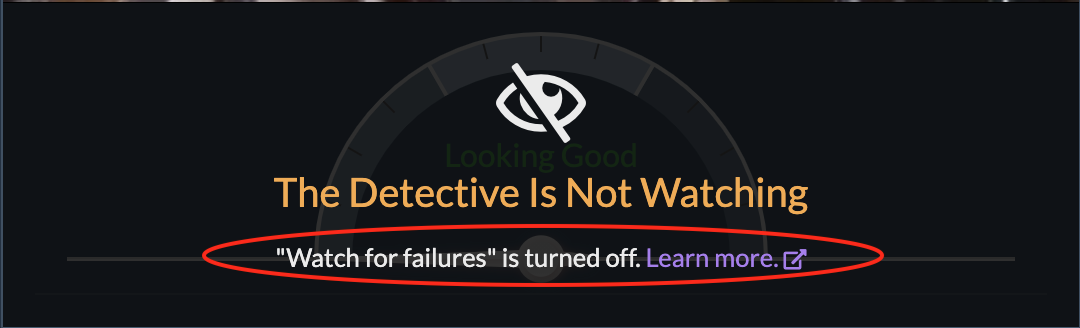 Looking Good
The Detective Is Not Watching
"Watch for failures" is turned off. Learn more.